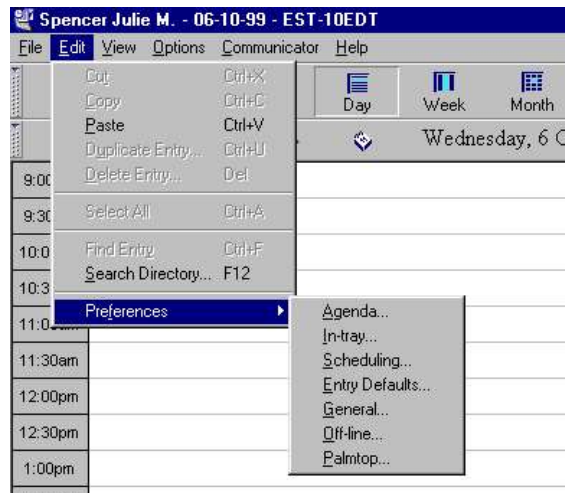 Spencer Julie M. - 06-10-99 - EST-10EDT
File Edit View Options Communicator Help
Cut Ctrl+X
Copy Ctrl+C
Paste Ctrl+V
Duplicate Entry... Ctrl+U
Delete Entry... Del
Select All Ctrl+A
Find Entry Ctrl+F
Search Directory... F12
Preferences
Agenda...
In-tray...
Scheduling...
Entry Defaults...
General...
Off-line...
Palmtop...
Day Week Month
Wednesday, 6 O
9:00
9:30
10:0
10:3
11:0
11:30am
12:00pm
12:30pm
1:00pm